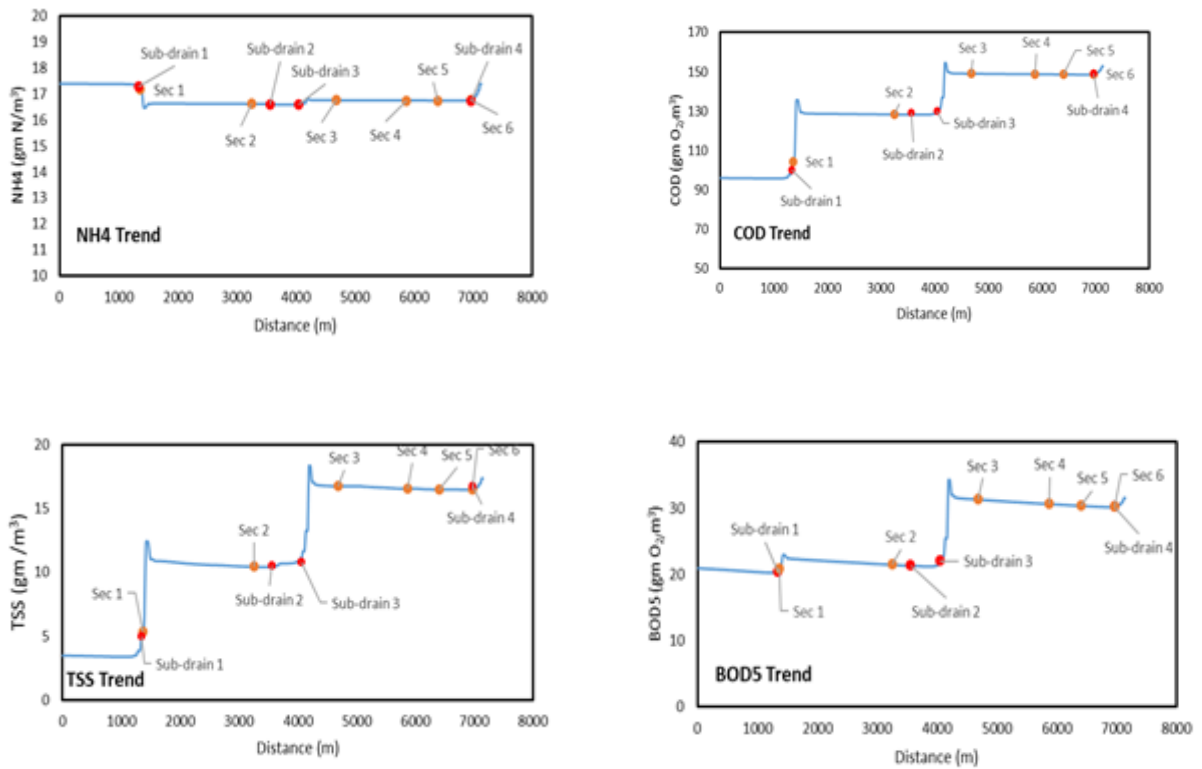 20
19
18
17
16
15
14
13
12
11
10
NH4 (gm N/m³)
Sub-drain 1
Sec 1
Sec 2
Sub-drain 2
Sub-drain 3
Sec 3
Sec 4
Sec 5
Sub-drain 4
Sec 6
NH4 Trend
0 1000 2000 3000 4000 5000 6000 7000 8000
Distance (m)
170
150
130
110
90
70
50
COD (gm O₂/m³)
Sec 1
Sub-drain 1
Sec 2
Sub-drain 2
Sub-drain 3
Sec 3
Sec 4
Sec 5
Sec 6
Sub-drain 4
COD Trend
0 1000 2000 3000 4000 5000 6000 7000 8000
Distance (m)
20
15
10
5
0
TSS (gm /m³)
Sec 1
Sub-drain 1
Sec 2
Sub-drain 2
Sub-drain 3
Sec 3
Sec 4
Sec 5
Sec 6
Sub-drain 4
TSS Trend
0 1000 2000 3000 4000 5000 6000 7000 8000
Distance (m)
40
30
20
10
0
BOD5 (gm O₂/m³)
Sub-drain 1
Sec 1
Sec 2
Sub-drain 2
Sub-drain 3
Sec 3
Sec 4
Sec 5
Sec 6
Sub-drain 4
BOD5 Trend
0 1000 2000 3000 4000 5000 6000 7000 8000
Distance (m)